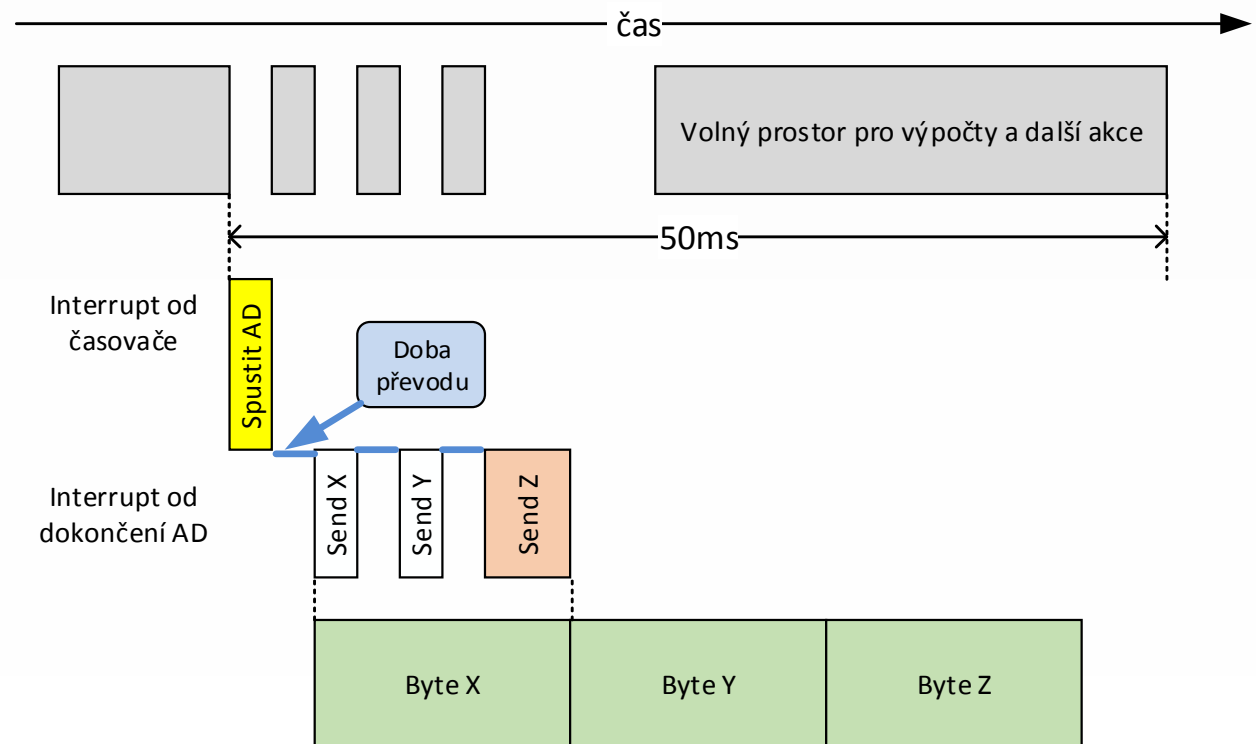 čas
Volný prostor pro výpočty a další akce
50ms
Interrupt od
časovače
Spustit AD
Doba
převodu
Interrupt od
dokončení AD
Send X
Send Y
Send Z
Byte X
Byte Y
Byte Z